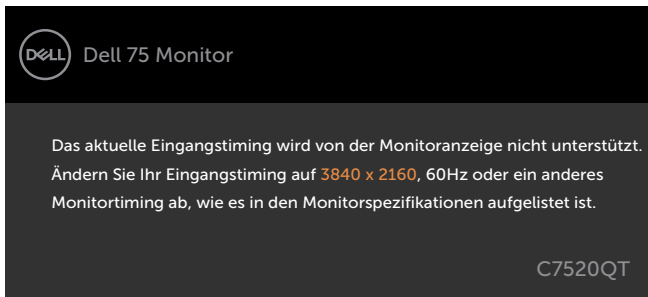 DELL Dell 75 Monitor
Das aktuelle Eingangstiming wird von der Monitoranzeige nicht unterstützt.
Ändern Sie Ihr Eingangstiming auf 3840 x 2160, 60Hz oder ein anderes
Monitortiming ab, wie es in den Monitorspezifikationen aufgelistet ist.
C7520QT